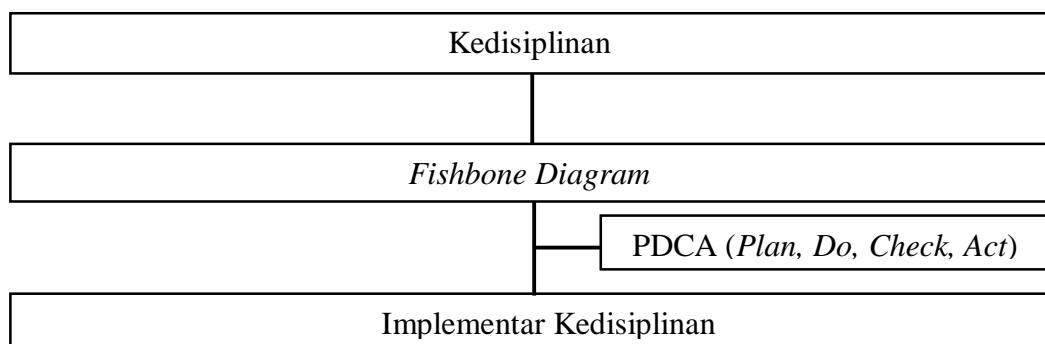 Kedisiplinan
Fishbone Diagram
PDCA (Plan, Do, Check, Act)
Implementar Kedisiplinan